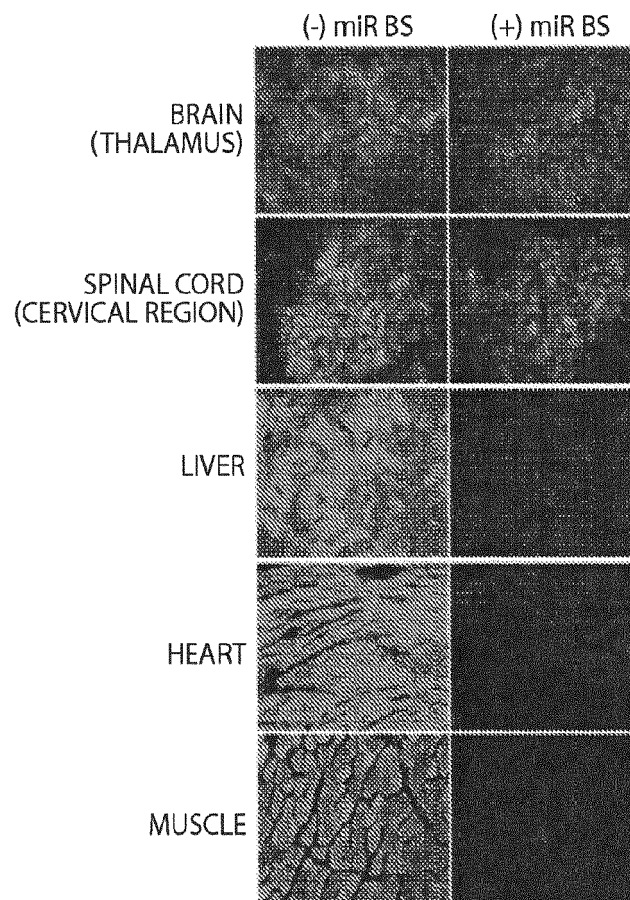 (-) miR BS (+) miR BS
BRAIN
(THALAMUS)
SPINAL CORD
(CERVICAL REGION)
LIVER
HEART
MUSCLE